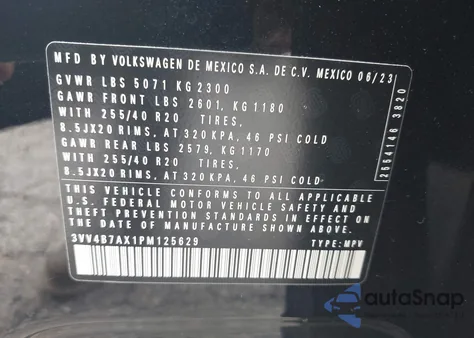 MFD BY VOLKSWAGEN DE MEXICO S.A. DE C.V. MEXICO 06/23
GVWR LBS 5071 KG 2300
GAWR FRONT LBS 2601, KG 1180
WITH 255/40 R20 TIRES,
8.5JX20 RIMS, AT 320 KPA, 46 PSI COLD
GAWR REAR LBS 2579, KG 1170
WITH 255/40 R20 TIRES,
8.5JX20 RIMS, AT 320 KPA, 46 PSI COLD
THIS VEHICLE CONFORMS TO ALL APPLICABLE
U.S. FEDERAL MOTOR VEHICLE SAFETY AND
THEFT PREVENTION STANDARDS IN EFFECT ON
THE DATE OF MANUFACTURE SHOWN ABOVE.
3VV4B7AX1PM125629 TYPE: MPV
2554146 3820
autoSnap